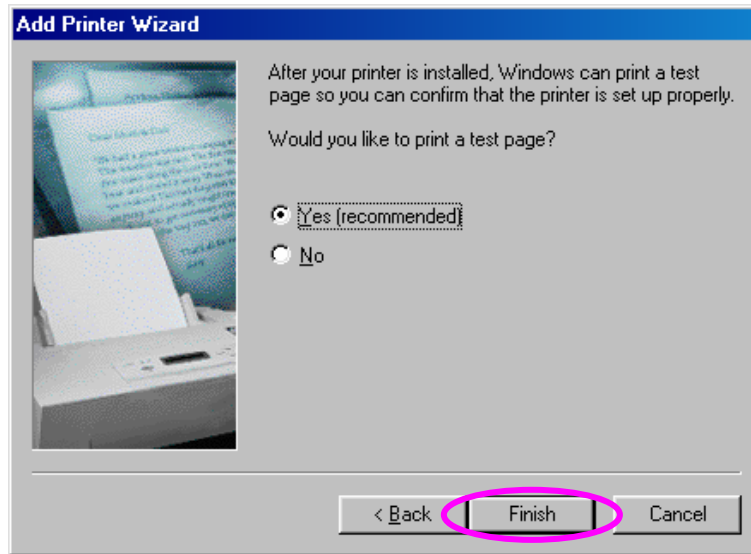 Add Printer Wizard
After your printer is installed, Windows can print a test
page so you can confirm that the printer is set up properly.
Would you like to print a test page?
Yes (recommended)
No
< Back
Finish
Cancel